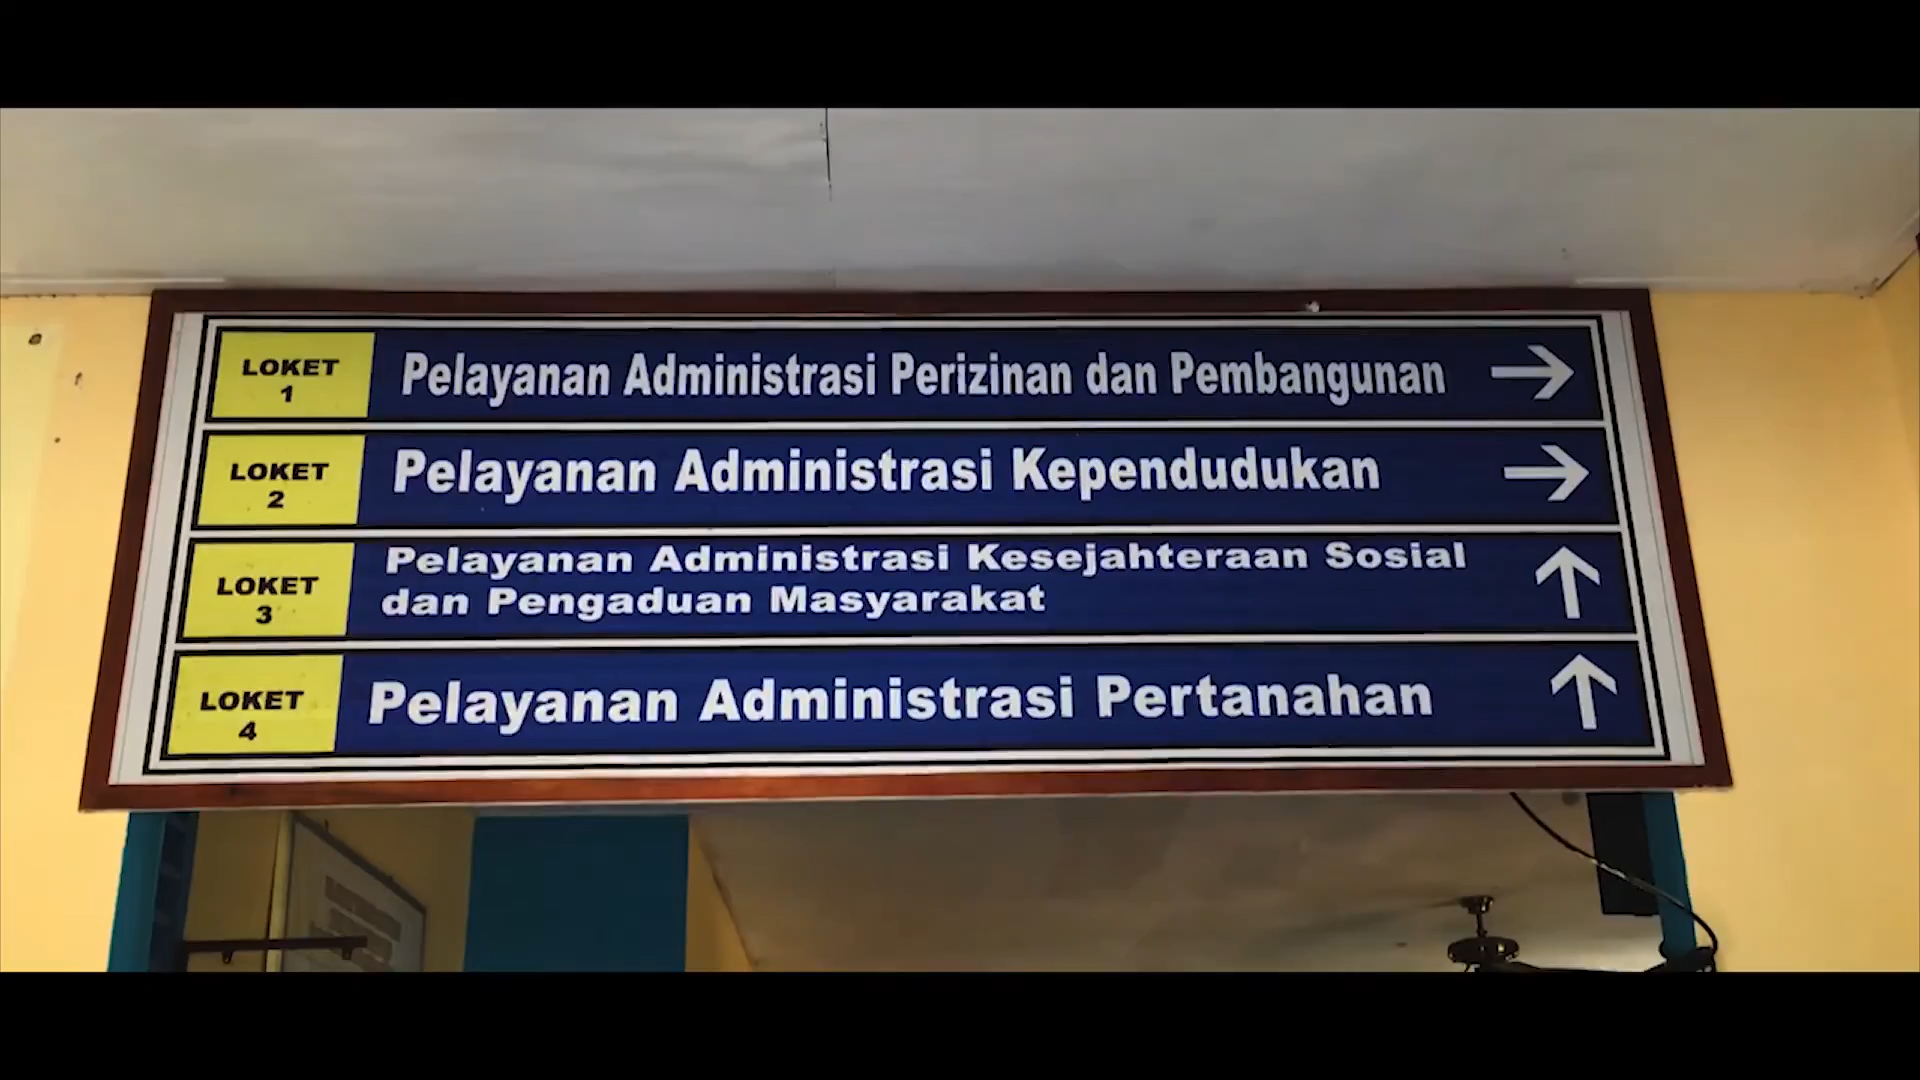 LOKET
1
Pelayanan Administrasi Perizinan dan Pembangunan
LOKET
2
Pelayanan Administrasi Kependudukan
LOKET
3
Pelayanan Administrasi Kesejahteraan Sosial
dan Pengaduan Masyarakat
LOKET
4
Pelayanan Administrasi Pertanahan